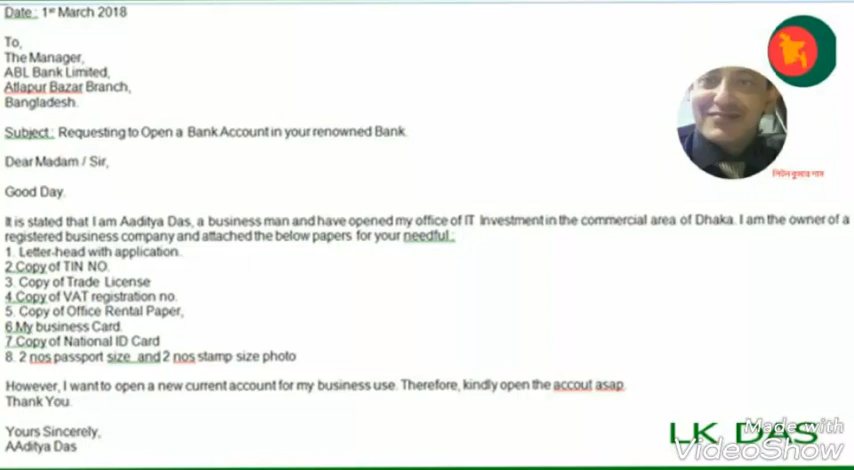 Date : 1st March 2018
To,
The Manager,
ABL Bank Limited,
Atlapur Bazar Branch,
Bangladesh.
Subject : Requesting to Open a Bank Account in your renowned Bank.
Dear Madam / Sir,
Good Day.
It is stated that I am Aaditya Das, a business man and have opened my office of IT Investment in the commercial area of Dhaka. I am the owner of a
registered business company and attached the below papers for your needful :
1. Letter-head with application.
2.Copy of TIN NO.
3. Copy of Trade License
4.Copy of VAT registration no.
5. Copy of Office Rental Paper,
6.My business Card.
7.Copy of National ID Card
8. 2 nos passport size and 2 nos stamp size photo
However, I want to open a new current account for my business use. Therefore, kindly open the accout asap.
Thank You.
Yours Sincerely,
AAditya Das
লিটন কুমার দাস
LK DAS
Made with
VideoShow